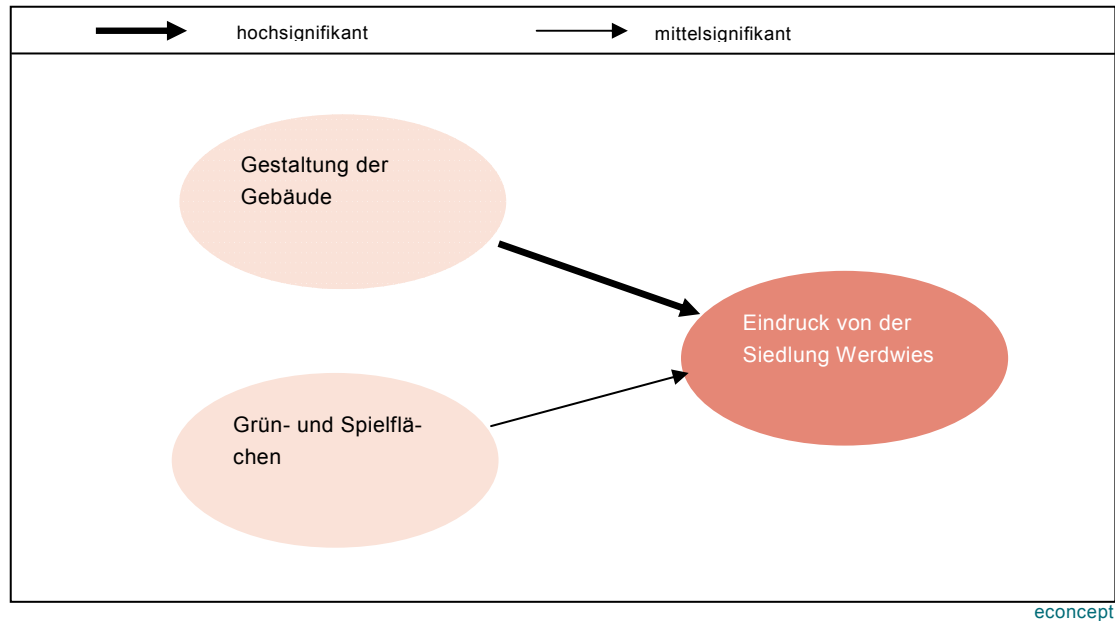 hochsignifikant
mittelsignifikant
Gestaltung der
Gebäude
Eindruck von der
Siedlung Werdwies
Grün- und Spielflä-
chen
econcept